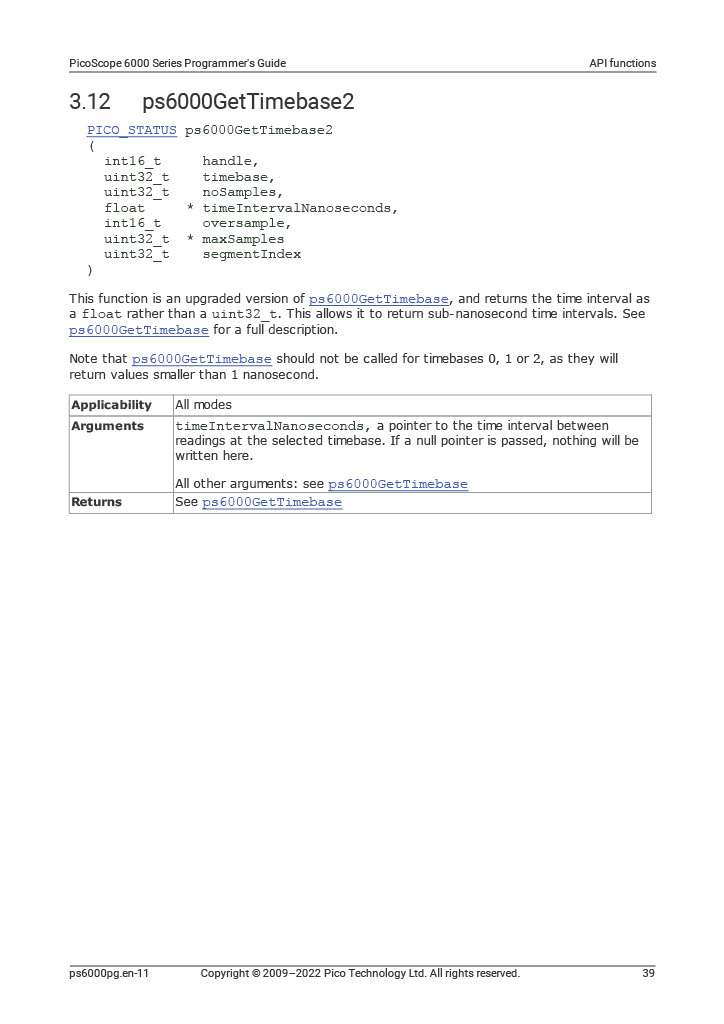 PicoScope 6000 Series Programmer's Guide API functions
3.12 ps6000GetTimebase2
PICO_STATUS ps6000GetTimebase2
(
int16_t handle,
uint32_t timebase,
uint32_t noSamples,
float * timeIntervalNanoseconds,
int16_t oversample,
uint32_t * maxSamples
uint32_t segmentIndex
)
This function is an upgraded version of ps6000GetTimebase, and returns the time interval as
a float rather than a uint32_t. This allows it to return sub-nanosecond time intervals. See
ps6000GetTimebase for a full description.
Note that ps6000GetTimebase should not be called for timebases 0, 1 or 2, as they will
return values smaller than 1 nanosecond.
Applicability All modes
Arguments timeIntervalNanoseconds, a pointer to the time interval between
readings at the selected timebase. If a null pointer is passed, nothing will be
written here.
All other arguments: see ps6000GetTimebase
Returns See ps6000GetTimebase
ps6000pg.en-11 Copyright © 2009–2022 Pico Technology Ltd. All rights reserved. 39